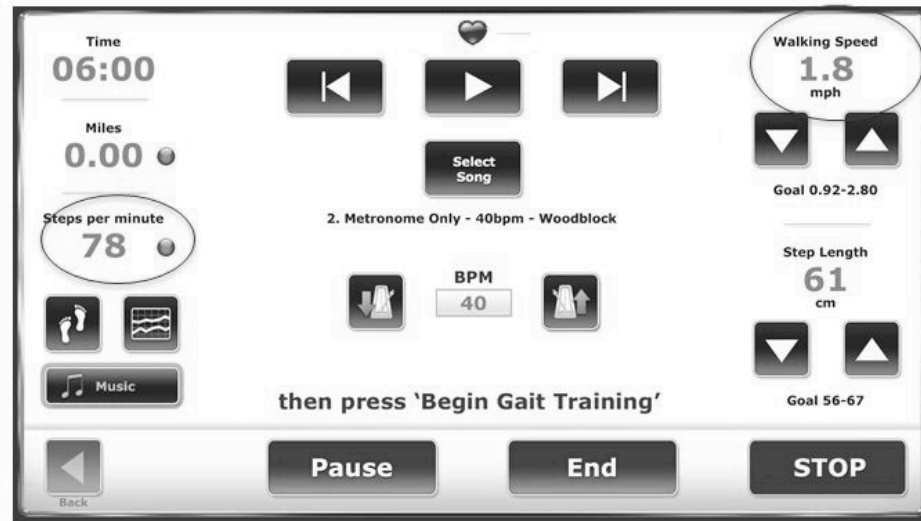 Time
06:00
Miles
0.00
Steps per minute
78
Music
Select
Song
2. Metronome Only - 40bpm - Woodblock
BPM
40
then press ‘Begin Gait Training’
Walking Speed
1.8
mph
Goal 0.92-2.80
Step Length
61
cm
Goal 56-67
Back
Pause
End
STOP